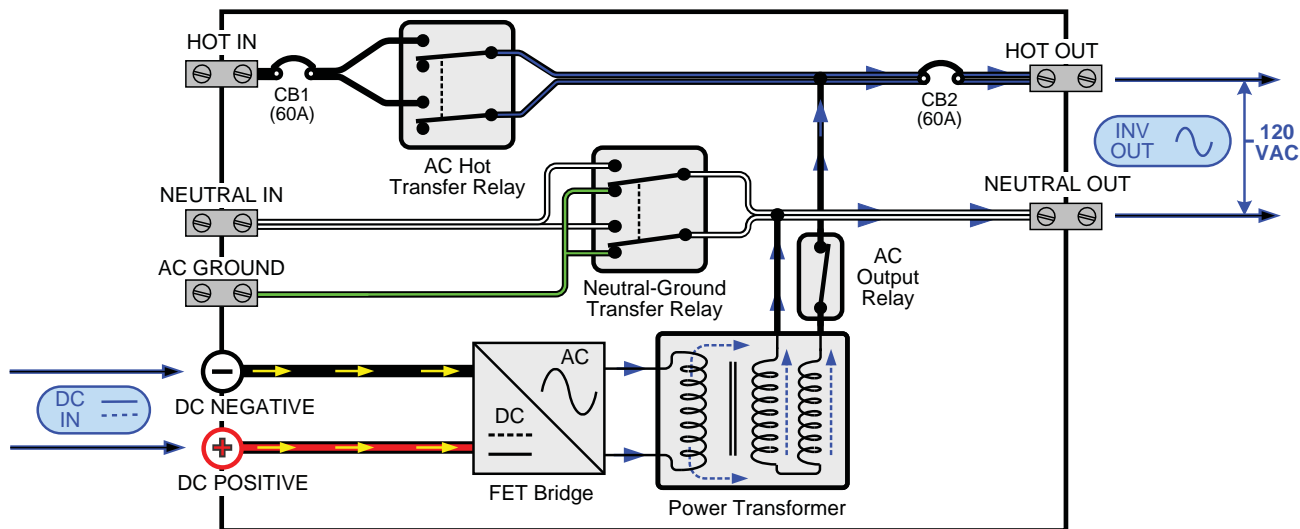 HOT IN
CB1
(60A)
AC Hot
Transfer Relay
HOT OUT
CB2
(60A)
INV
OUT
120
VAC
NEUTRAL IN
NEUTRAL OUT
AC GROUND
Neutral-Ground
Transfer Relay
AC
Output
Relay
DC
IN
DC NEGATIVE
DC POSITIVE
AC
DC
FET Bridge
Power Transformer